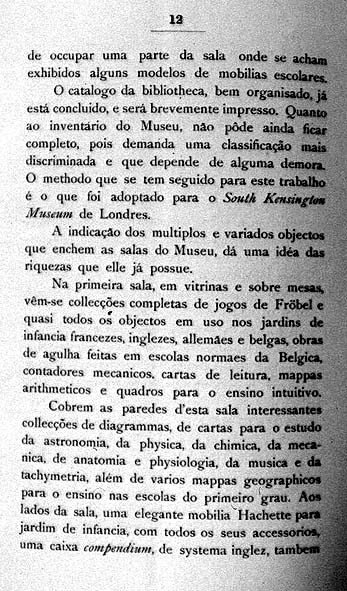 12
de occupar uma parte da sala onde se acham
exhibidos alguns modelos de mobilias escolares.
O catalogo da bibliotheca, bem organisado, já
está concluido, e será brevemente impresso. Quanto
ao inventário do Museu, não pôde ainda ficar
completo, pois demanda uma classificação mais
discriminada e que depende de alguma demora.
O methodo que se tem seguido para este trabalho
é o que foi adoptado para o South Kensington
Museum de Londres.
A indicação dos multiplos e variados objectos
que enchem as salas do Museu, dá uma idéa das
riquezas que elle já possue.
Na primeira sala, em vitrinas e sobre mesas,
vêm-se collecções completas de jogos de Fröbel e
quasi todos os objectos em uso nos jardins de
infancia francezes, inglezes, allemães e belgas, obras
de agulha feitas em escolas normaes da Belgica,
contadores mecanicos, cartas de leitura, mappas
arithmeticos e quadros para o ensino intuitivo.
Cobrem as paredes d'esta sala interessantes
collecções de diagrammas, de cartas para o estudo
da astronomia, da physica, da chimica, da meca-
nica, de anatomia e physiologia, da musica e da
tachymetria, além de varios mappas geographicos
para o ensino nas escolas do primeiro grau. Aos
lados da sala, uma elegante mobilia Hachette para
jardim de infancia, com todos os seus accessorios,
uma caixa compendium, de systema inglez, tambem